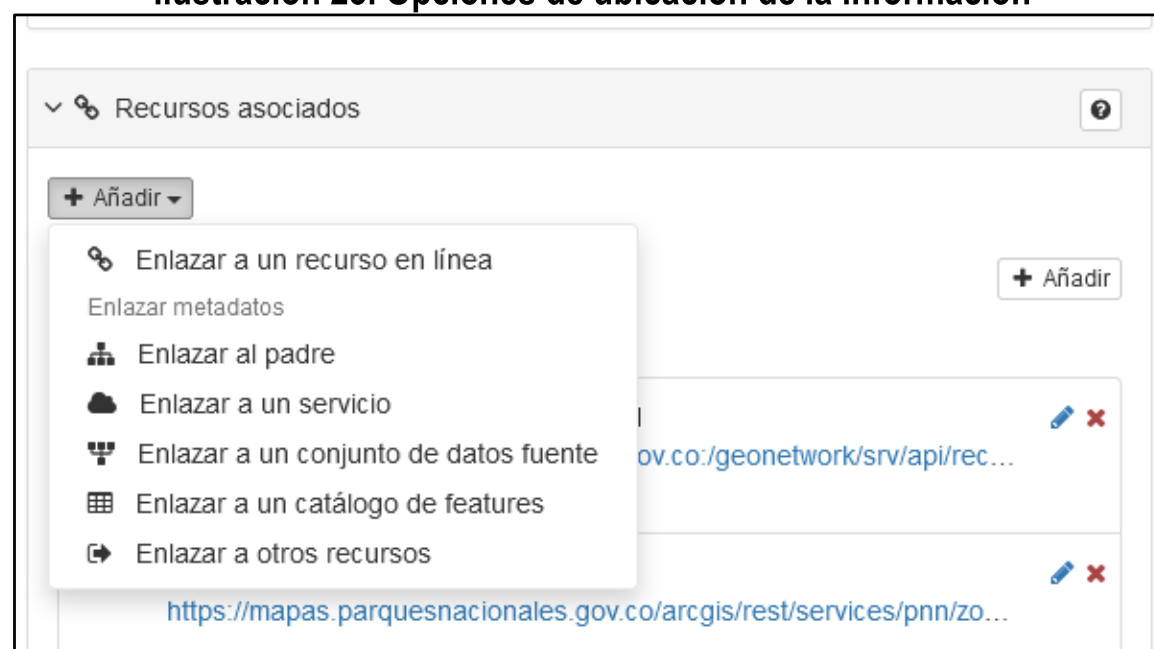 Recursos asociados
+ Añadir
Enlazar a un recurso en línea
+ Añadir
Enlazar metadatos
Enlazar al padre
Enlazar a un servicio
Enlazar a un conjunto de datos fuente
ov.co:/geonetwork/srv/api/rec...
Enlazar a un catálogo de features
Enlazar a otros recursos
https://mapas.parquesnacionales.gov.co/arcgis/rest/services/pnn/zo...